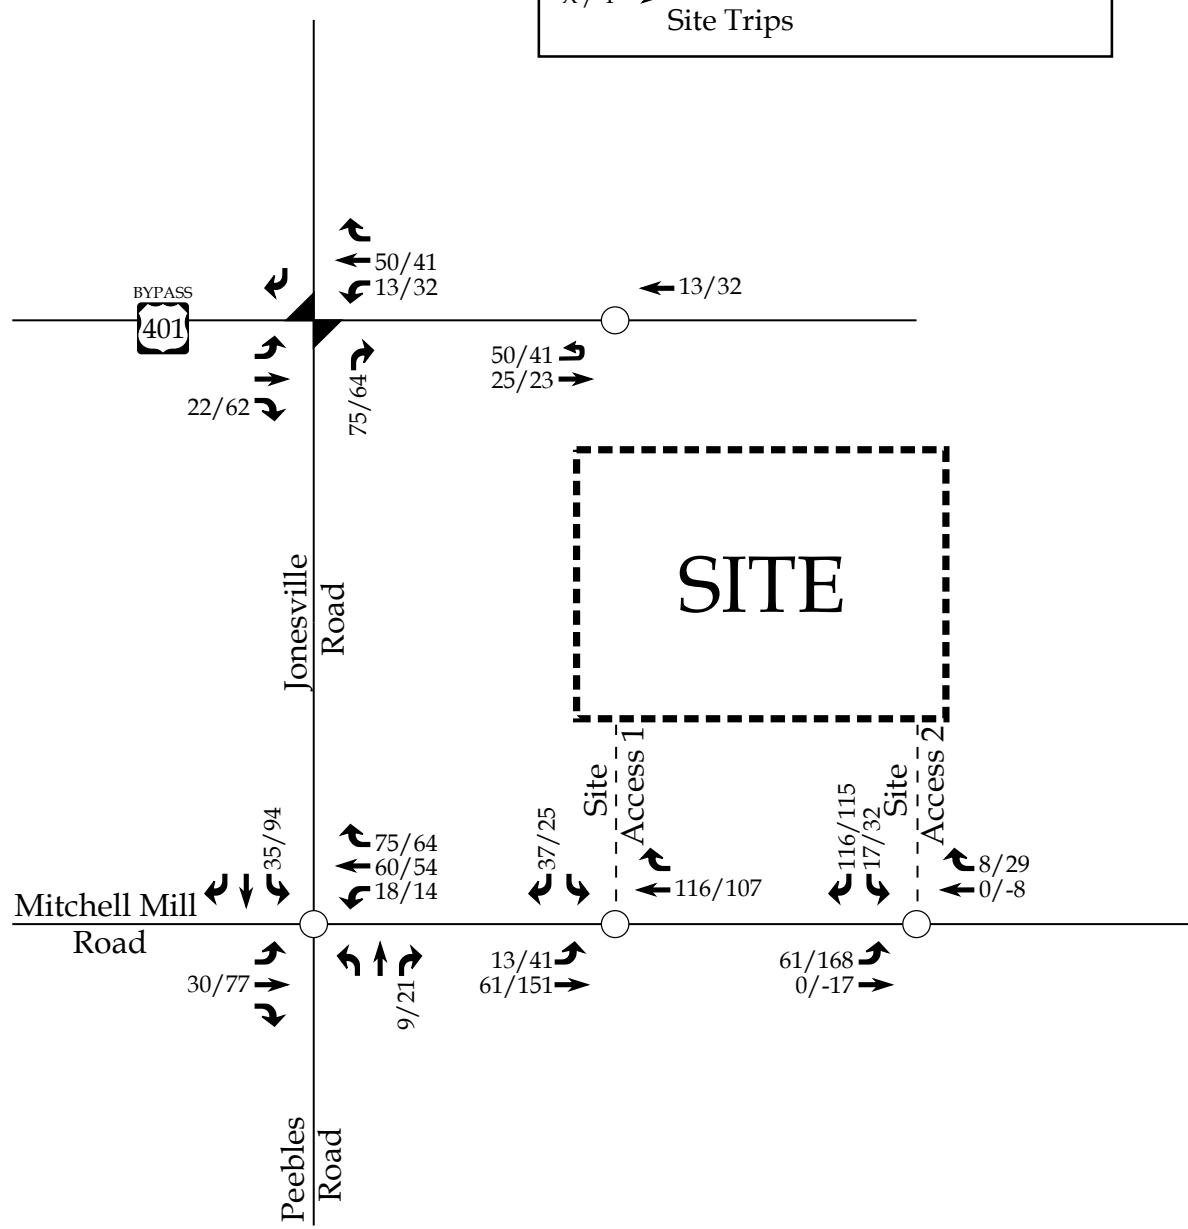 Site Trips
50/41
13/32
13/32
BYPASS
401
50/41
25/23
22/62
75/64
SITE
Jonesville
Road
Site
Access 1
Site
Access 2
35/94
75/64
60/54
18/14
37/25
116/107
116/115
17/32
8/29
0/-8
Mitchell Mill
Road
30/77
9/21
13/41
61/151
61/168
0/-17
Peebles
Road